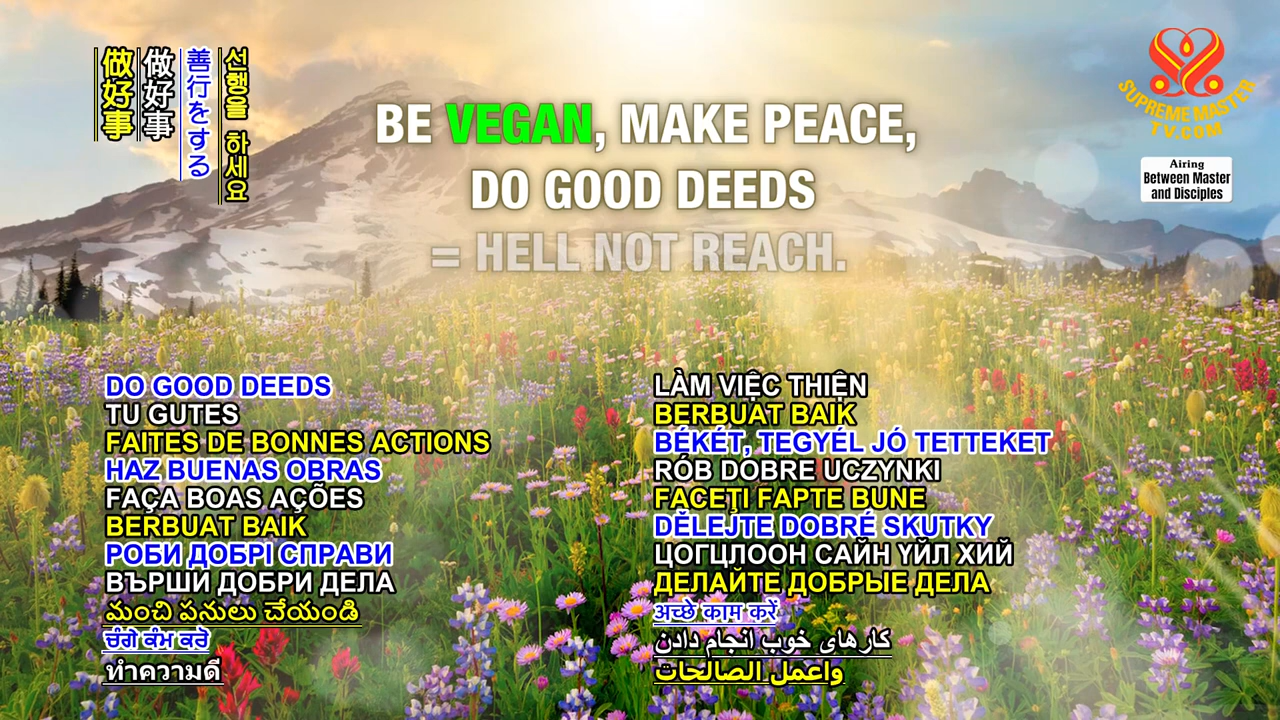 做好事
做好事
善行をする
선행을 하세요
BE VEGAN, MAKE PEACE,
DO GOOD DEEDS
= HELL NOT REACH.
SUPREME MASTER
TV.COM
Airing
Between Master
and Disciples
DO GOOD DEEDS
TU GUTES
FAITES DE BONNES ACTIONS
HAZ BUENAS OBRAS
FAÇA BOAS AÇÕES
BERBUAT BAIK
РОБИ ДОБРІ СПРАВИ
ВЪРШИ ДОБРИ ДЕЛА
మంచి పనులు చేయండి
ਚੰਗੇ ਕੰਮ ਕਰੋ
ทำความดี
LÀM VIỆC THIỆN
BERBUAT BAIK
BÉKÉT, TEGYÉL JÓ TETTEKET
RÓB DOBRE UCZYNKI
FACEȚI FAPTE BUNE
DĚLEJTE DOBRÉ SKUTKY
ЦОГЦЛООН САЙН ҮЙЛ ХИЙ
ДЕЛАЙТЕ ДОБРЫЕ ДЕЛА
अच्छे काम करें
کارهای خوب انجام دادن
واعمل الصالحات